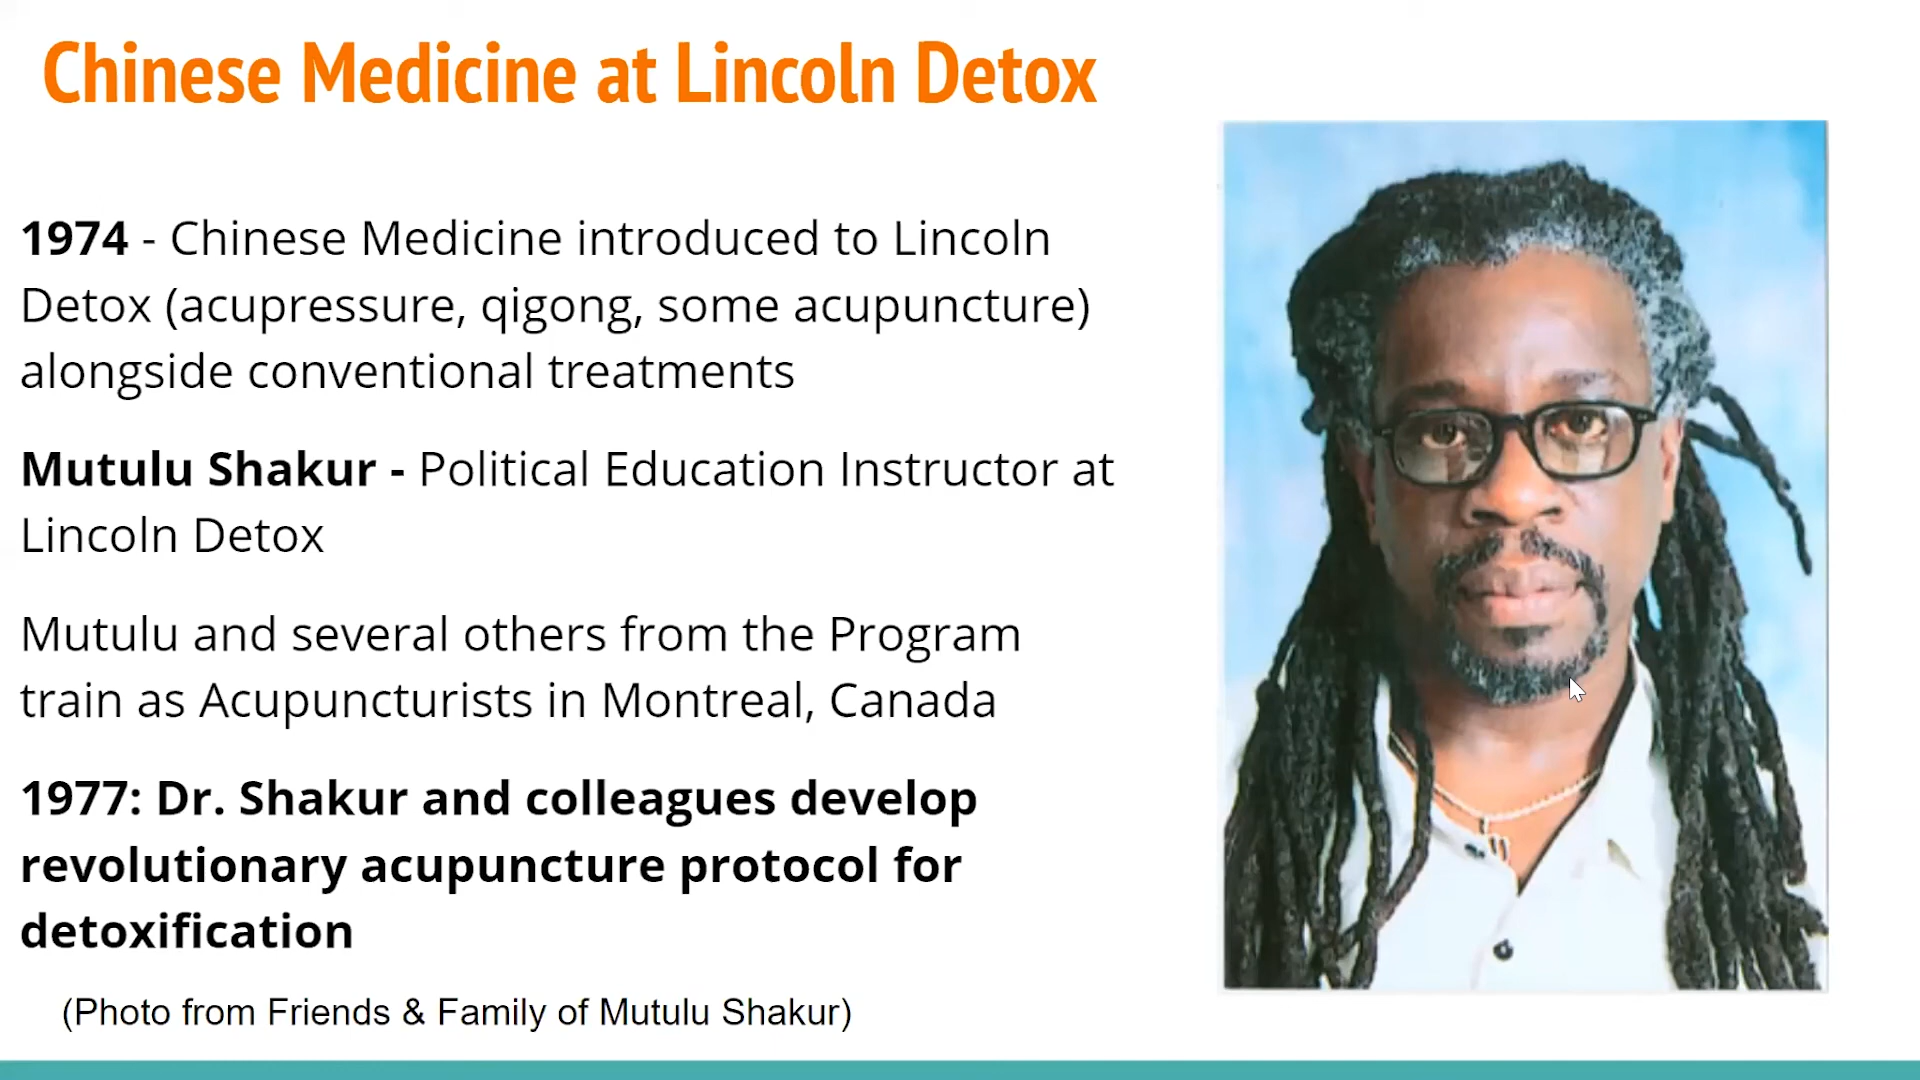 Chinese Medicine at Lincoln Detox
1974 - Chinese Medicine introduced to Lincoln
Detox (acupressure, qigong, some acupuncture)
alongside conventional treatments
Mutulu Shakur - Political Education Instructor at
Lincoln Detox
Mutulu and several others from the Program
train as Acupuncturists in Montreal, Canada
1977: Dr. Shakur and colleagues develop
revolutionary acupuncture protocol for
detoxification
(Photo from Friends & Family of Mutulu Shakur)